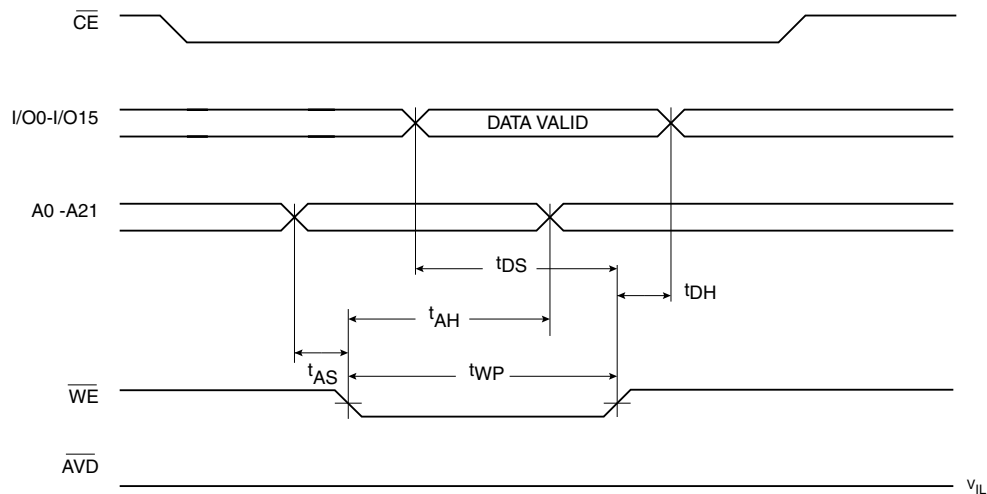 CE
I/O0-I/O15
DATA VALID
A0 -A21
tDS
tDH
tAH
tAS
tWP
WE
AVD
VIL